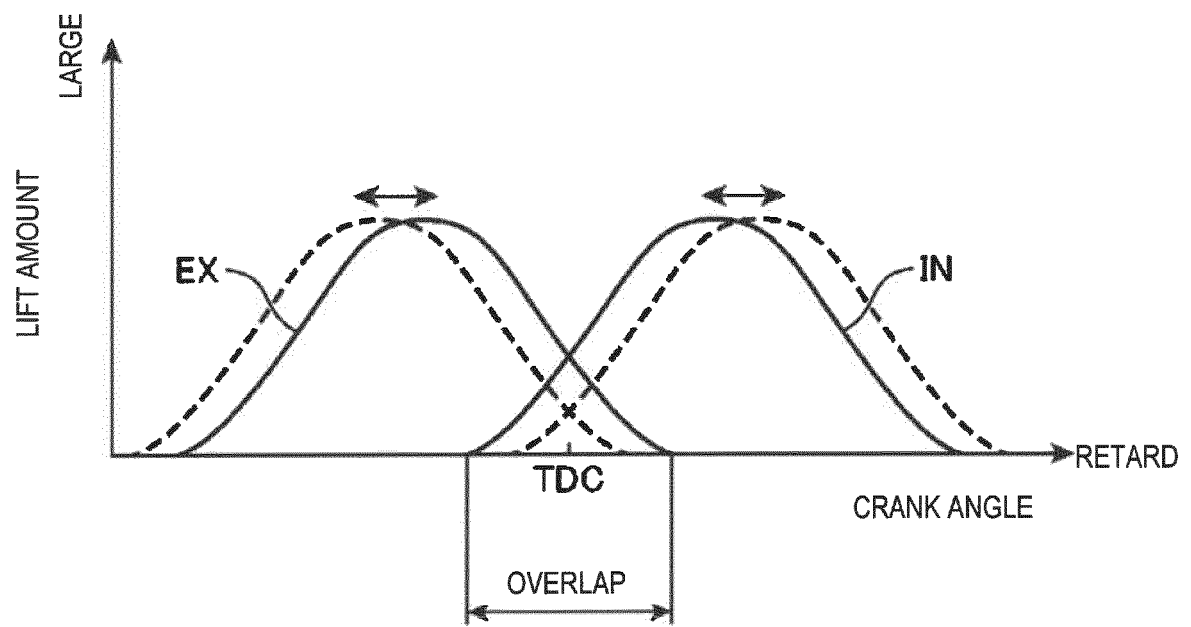 LARGE
LIFT AMOUNT
EX
IN
TDC
RETARD
CRANK ANGLE
OVERLAP